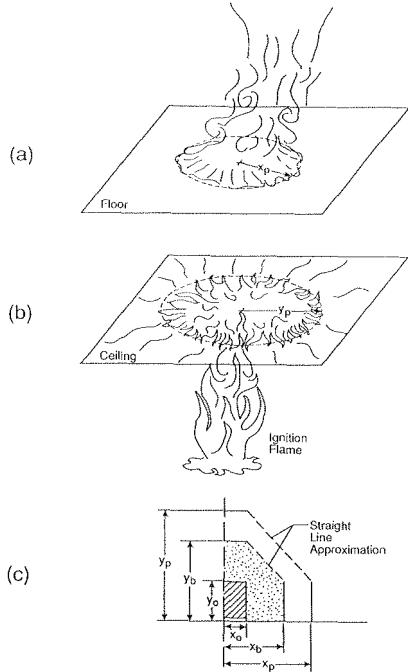 (a)
x_p
Floor
(b)
y_p
Ceiling
Ignition
Flame
(c)
y_p
y_b
y_o
x_o
x_b
x_p
Straight
Line
Approximation